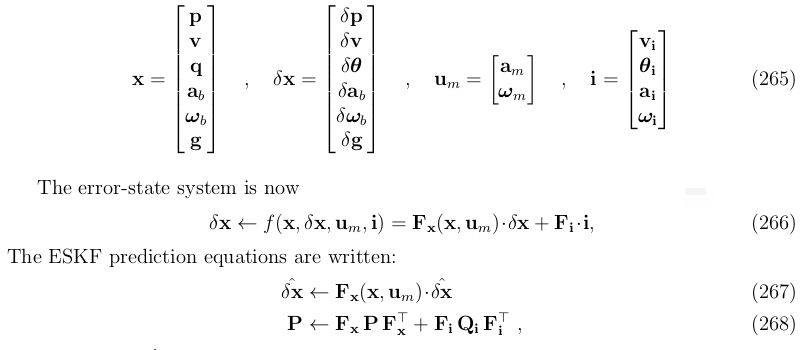 x = [p v q a_b ω_b g] , δx = [δp δv δθ δa_b δω_b δg] , u_m = [a_m ω_m] , i = [v_i θ_i a_i ω_i] (265)
The error-state system is now
δx ← f(x, δx, u_m, i) = F_x(x, u_m)·δx + F_i·i, (266)
The ESKF prediction equations are written:
δ̂x ← F_x(x, u_m)·δ̂x (267)
P ← F_x P F_x^⊤ + F_i Q_i F_i^⊤ , (268)